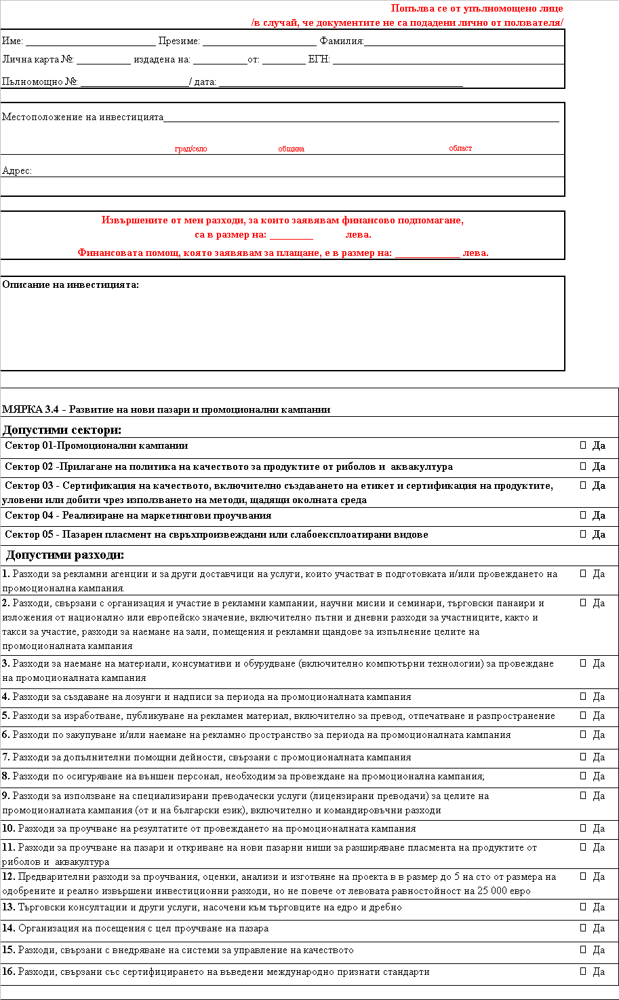 Попълва се от упълномощено лице
/в случай, че документите не са подадени лично от ползвателя/
Име: ________________________ Презиме: _____________________ Фамилия:_____________________________________
Лична карта №: __________ издадена на: __________от: ________ ЕГН: ___________________________________________
Пълномощно №: ____________________/ дата: _____________________________________________
Местоположение на инвестицията_________________________________________________________________________
град/село община област
Адрес:
Извършените от мен разходи, за които заявявам финансово подпомагане,
са в размер на: ________ лева.
Финансовата помощ, която заявявам за плащане, е в размер на: ____________ лева.
Описание на инвестицията:
МЯРКА 3.4 - Развитие на нови пазари и промоционални кампании
Допустими сектори:
Сектор 01-Промоционални кампании ☐ Да
Сектор 02 -Прилагане на политика на качеството за продуктите от риболов и аквакултура ☐ Да
Сектор 03 - Сертификация на качеството, включително създаването на етикет и сертификация на продуктите, ☐ Да
уловени или добити чрез използването на методи, щадящи околната среда
Сектор 04 - Реализиране на маркетингови проучвания ☐ Да
Сектор 05 - Пазарен пласмент на свръхпроизвеждани или слабоексплоатирани видове ☐ Да
Допустими разходи:
1. Разходи за рекламни агенции и за други доставчици на услуги, които участват в подготовката и/или провеждането на ☐ Да
промоционална кампания.
2. Разходи, свързани с организация и участие в рекламни кампании, научни мисии и семинари, търговски панаири и ☐ Да
изложения от национално или европейско значение, включително пътни и дневни разходи за участниците, както и
такси за участие, разходи за наемане на зали, помещения и рекламни щандове за изпълнение целите на
промоционалната кампания
3. Разходи за наемане на материали, консумативи и обурудване (включително компютърни технологии) за провеждане ☐ Да
на промоционалната кампания
4. Разходи за създаване на лозунги и надписи за периода на промоционалната кампания ☐ Да
5. Разходи за изработване, публикуване на рекламен материал, включително за превод, отпечатване и разпространение ☐ Да
6. Разходи по закупуване и/или наемане на рекламно пространство за периода на промоционалната кампания ☐ Да
7. Разходи за допълнителни помощни дейности, свързани с промоционалната кампания ☐ Да
8. Разходи по осигуряване на външен персонал, необходим за провеждане на промоционална кампания; ☐ Да
9. Разходи за използване на специализирани преводачески услуги (лицензирани преводачи) за целите на ☐ Да
промоционалната кампания (от и на български език), включително и командировъчни разходи
10. Разходи за проучване на резултатите от провеждането на промоционалната кампания ☐ Да
11. Разходи за проучване на пазари и откриване на нови пазарни ниши за разширяване пласмента на продуктите от ☐ Да
риболов и аквакултура
12. Предварителни разходи за проучвания, оценки, анализи и изготвяне на проекта в в размер до 5 на сто от размера на ☐ Да
одобрените и реално извършени инвестиционни разходи, но не повече от левовата равностойност на 25 000 евро
13. Търговски консултации и други услуги, насочени към търговците на едро и дребно ☐ Да
14. Организация на посещения с цел проучване на пазара ☐ Да
15. Разходи, свързани с внедряване на системи за управление на качеството ☐ Да
16. Разходи, свързани със сертифицирането на въведени международно признати стандарти ☐ Да